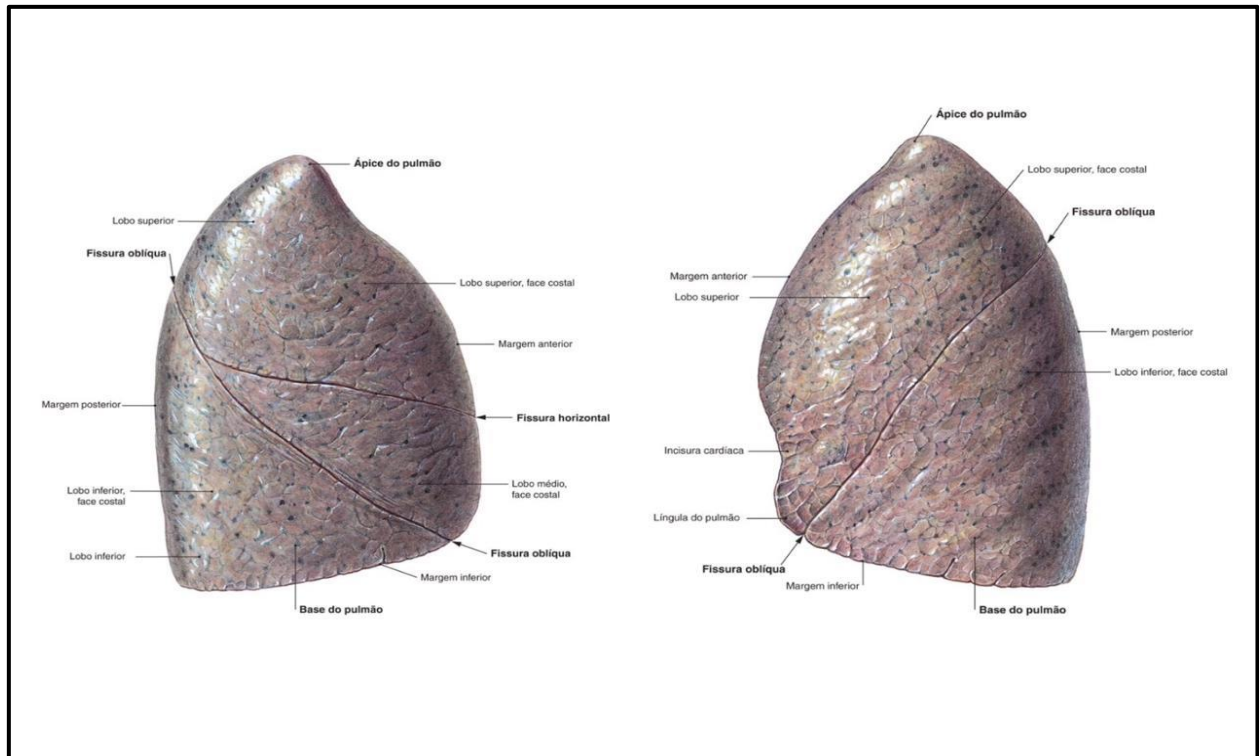 Ápice do pulmão
Lobo superior
Fissura oblíqua
Lobo superior, face costal
Margem anterior
Margem posterior
Fissura horizontal
Lobo inferior,
face costal
Lobo médio,
face costal
Lobo inferior
Fissura oblíqua
Margem inferior
Base do pulmão
Ápice do pulmão
Lobo superior, face costal
Fissura oblíqua
Margem anterior
Lobo superior
Margem posterior
Lobo inferior, face costal
Incisura cardíaca
Língula do pulmão
Fissura oblíqua
Margem inferior
Base do pulmão